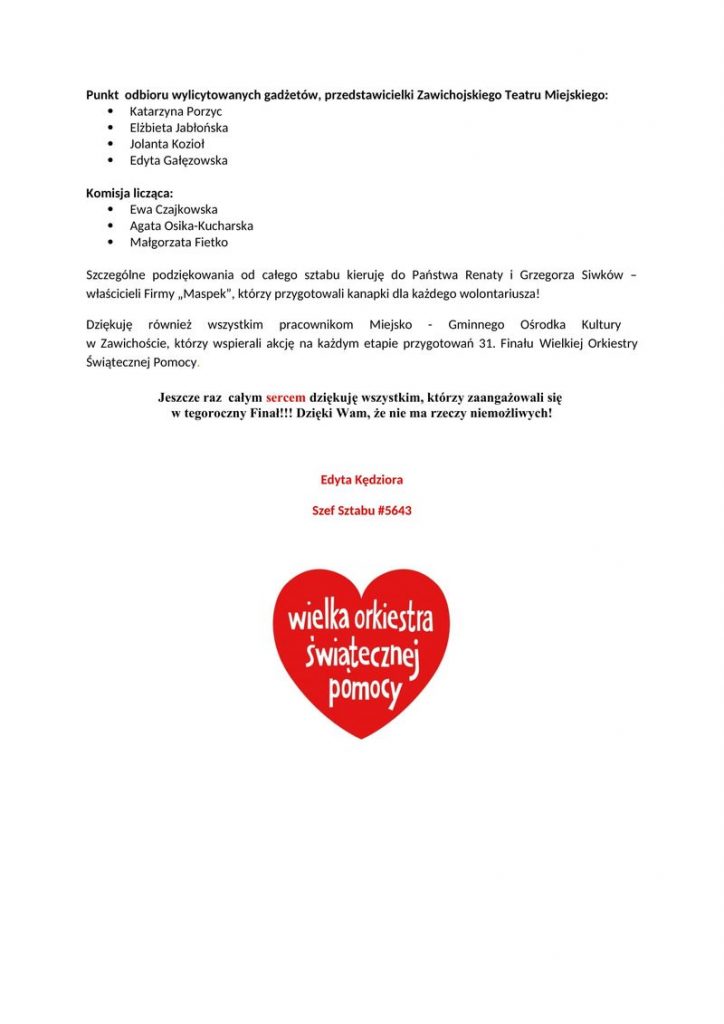 Punkt odbioru wylicytowanych gadżetów, przedstawicielki Zawichojskiego Teatru Miejskiego:
• Katarzyna Porzyc
• Elżbieta Jabłońska
• Jolanta Kozioł
• Edyta Gałęzowska
Komisja licząca:
• Ewa Czajkowska
• Agata Osika-Kucharska
• Małgorzata Fietko
Szczególne podziękowania od całego sztabu kieruję do Państwa Renaty i Grzegorza Siwków –
właścicieli Firmy „Maspek”, którzy przygotowali kanapki dla każdego wolontariusza!
Dziękuję również wszystkim pracownikom Miejsko - Gminnego Ośrodka Kultury
w Zawichoście, którzy wspierali akcję na każdym etapie przygotowań 31. Finału Wielkiej Orkiestry
Świątecznej Pomocy.
Jeszcze raz całym sercem dziękuję wszystkim, którzy zaangażowali się
w tegoroczny Finał!!! Dzięki Wam, że nie ma rzeczy niemożliwych!
Edyta Kędziora
Szef Sztabu #5643
wielka orkiestra
świątecznej
pomocy